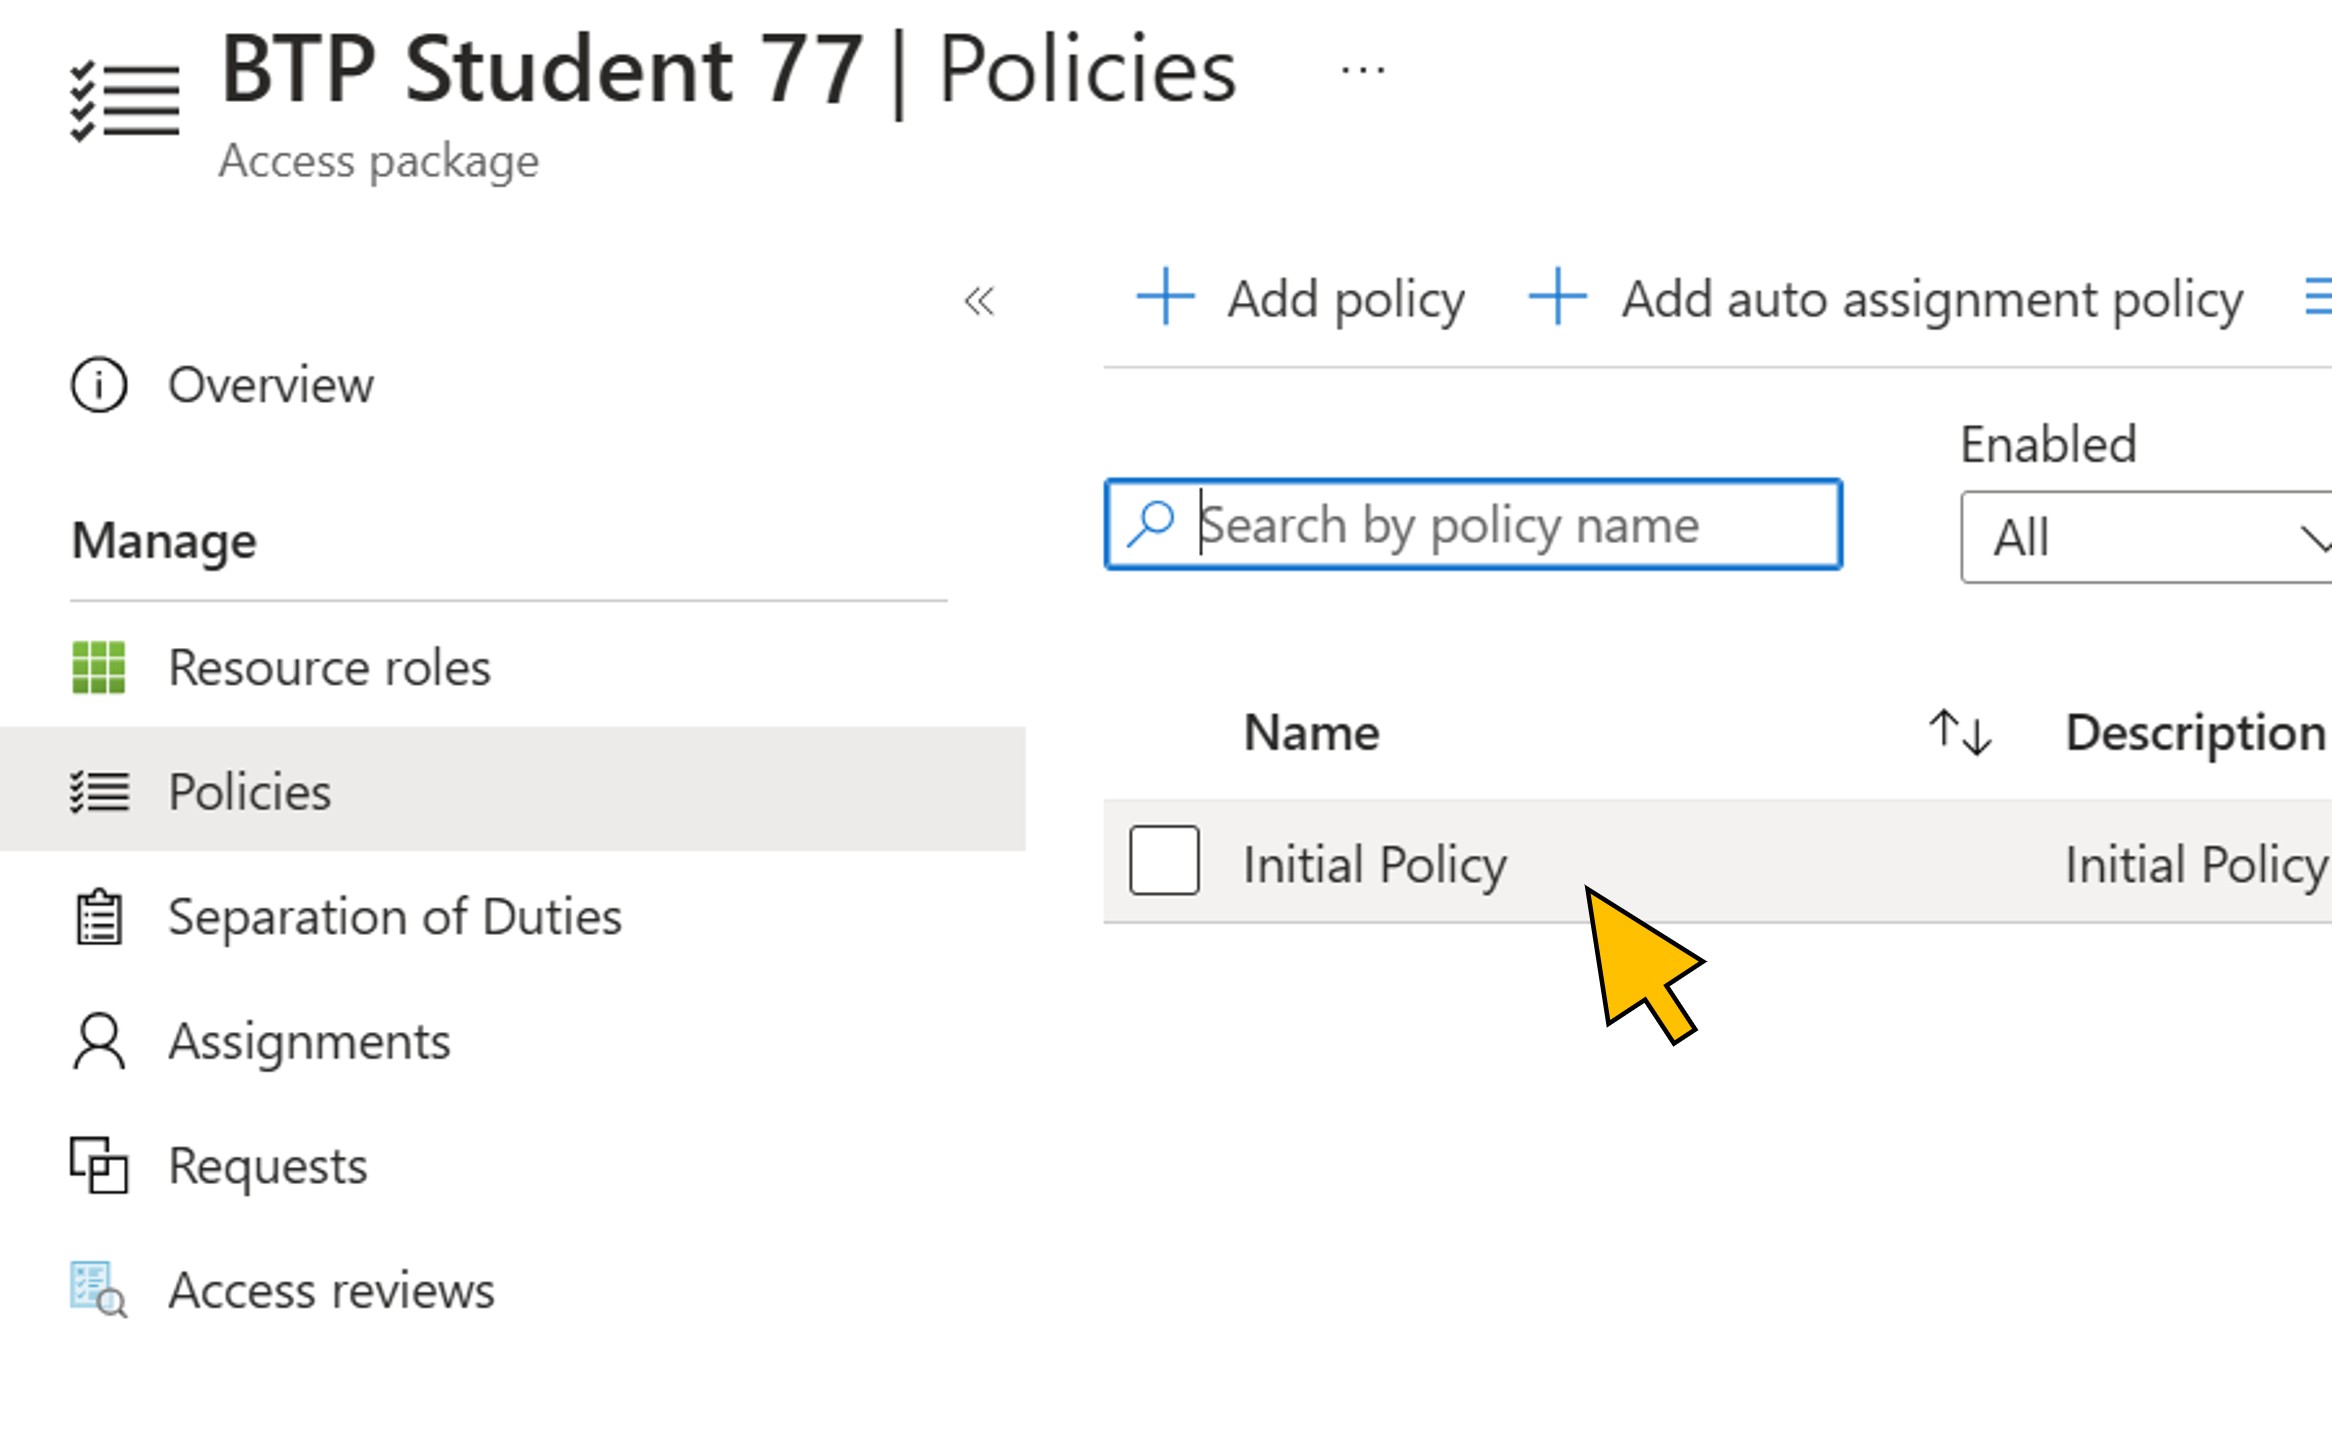 BTP Student 77 | Policies ...
Access package
Overview
Manage
Resource roles
Policies
Separation of Duties
Assignments
Requests
Access reviews
Add policy Add auto assignment policy
Enabled
Search by policy name
All
Name Description
Initial Policy Initial Policy